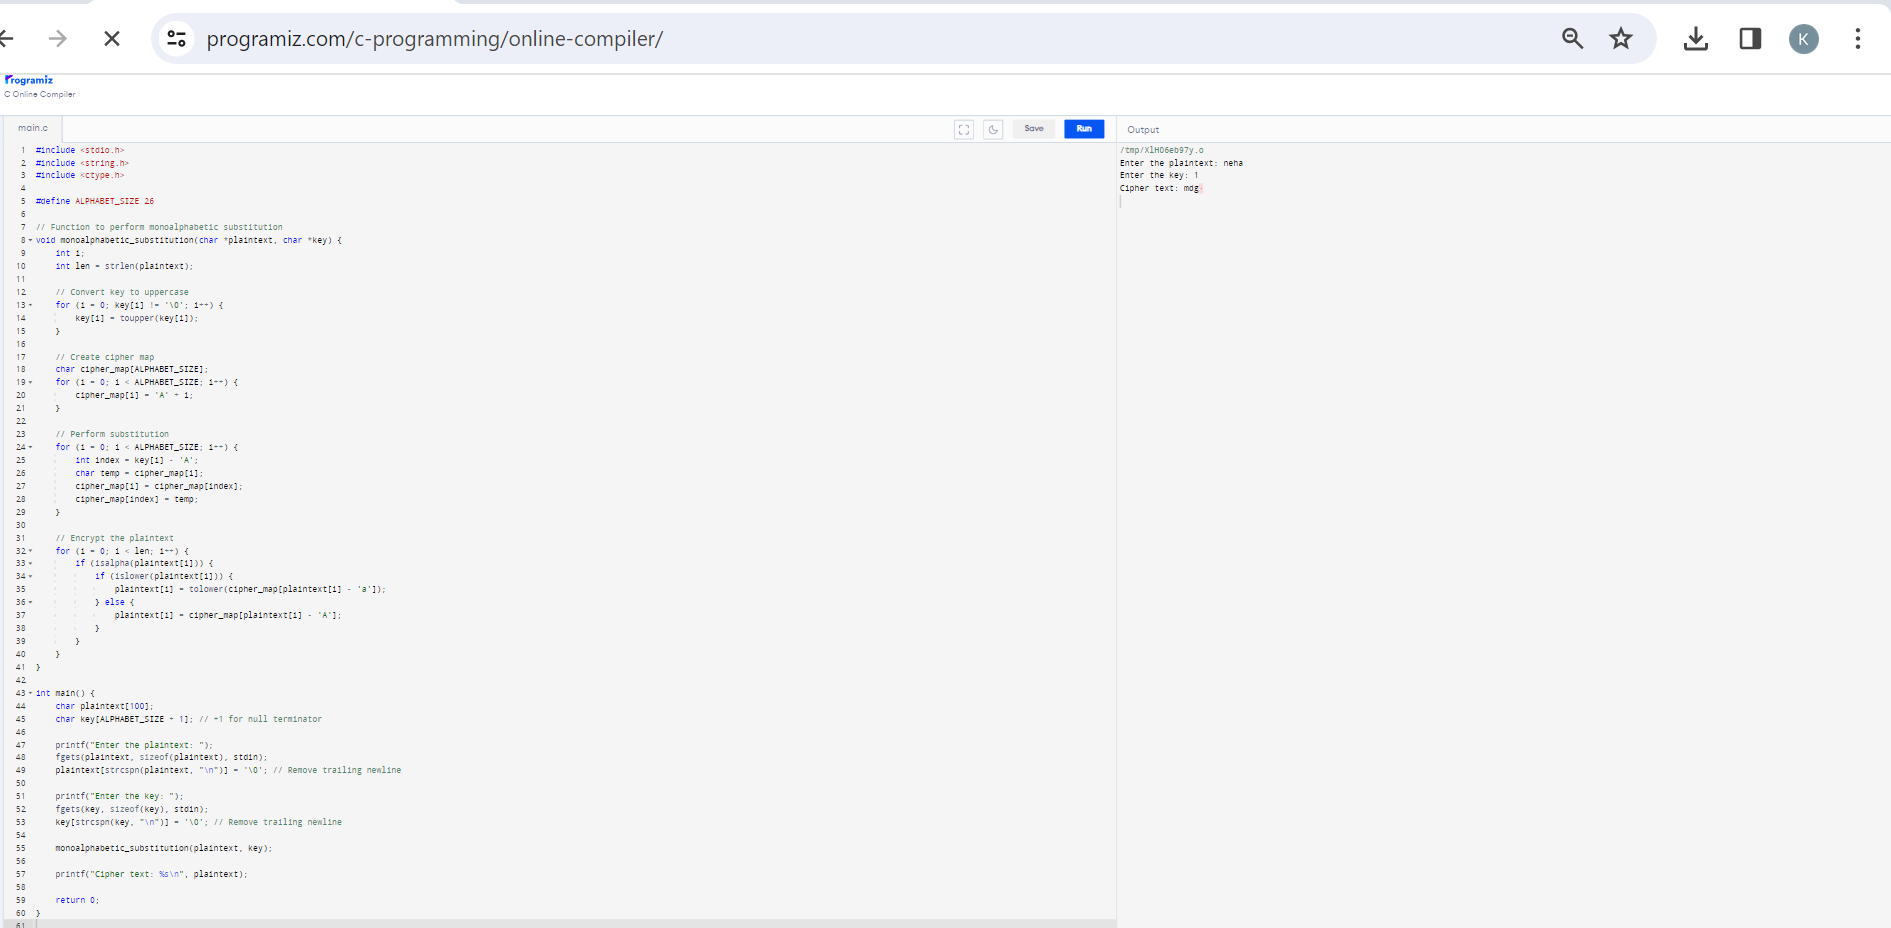 programiz.com/c-programming/online-compiler/
K
Programiz
C Online Compiler
main.c
Save
Run
Output
1 #include <stdio.h>
2 #include <string.h>
3 #include <ctype.h>
4
5 #define ALPHABET_SIZE 26
6
7 // Function to perform monoalphabetic substitution
8 void monoalphabetic_substitution(char *plaintext, char *key) {
9 int i;
10 int len = strlen(plaintext);
11
12 // Convert key to uppercase
13 for (i = 0; key[i] != '\0'; i++) {
14 key[i] = toupper(key[i]);
15 }
16
17 // Create cipher map
18 char cipher_map[ALPHABET_SIZE];
19 for (i = 0; i < ALPHABET_SIZE; i++) {
20 cipher_map[i] = 'A' + i;
21 }
22
23 // Perform substitution
24 for (i = 0; i < ALPHABET_SIZE; i++) {
25 int index = key[i] - 'A';
26 char temp = cipher_map[i];
27 cipher_map[i] = cipher_map[index];
28 cipher_map[index] = temp;
29 }
30
31 // Encrypt the plaintext
32 for (i = 0; i < len; i++) {
33 if (isalpha(plaintext[i])) {
34 if (islower(plaintext[i])) {
35 plaintext[i] = tolower(cipher_map[plaintext[i] - 'a']);
36 } else {
37 plaintext[i] = cipher_map[plaintext[i] - 'A'];
38 }
39 }
40 }
41 }
42
43 int main() {
44 char plaintext[100];
45 char key[ALPHABET_SIZE + 1]; // +1 for null terminator
46
47 printf("Enter the plaintext: ");
48 fgets(plaintext, sizeof(plaintext), stdin);
49 plaintext[strcspn(plaintext, "\n")] = '\0'; // Remove trailing newline
50
51 printf("Enter the key: ");
52 fgets(key, sizeof(key), stdin);
53 key[strcspn(key, "\n")] = '\0'; // Remove trailing newline
54
55 monoalphabetic_substitution(plaintext, key);
56
57 printf("Cipher text: %s\n", plaintext);
58
59 return 0;
60 }
61
/tmp/XlHO6eb97y.o
Enter the plaintext: neha
Enter the key: 1
Cipher text: mdg